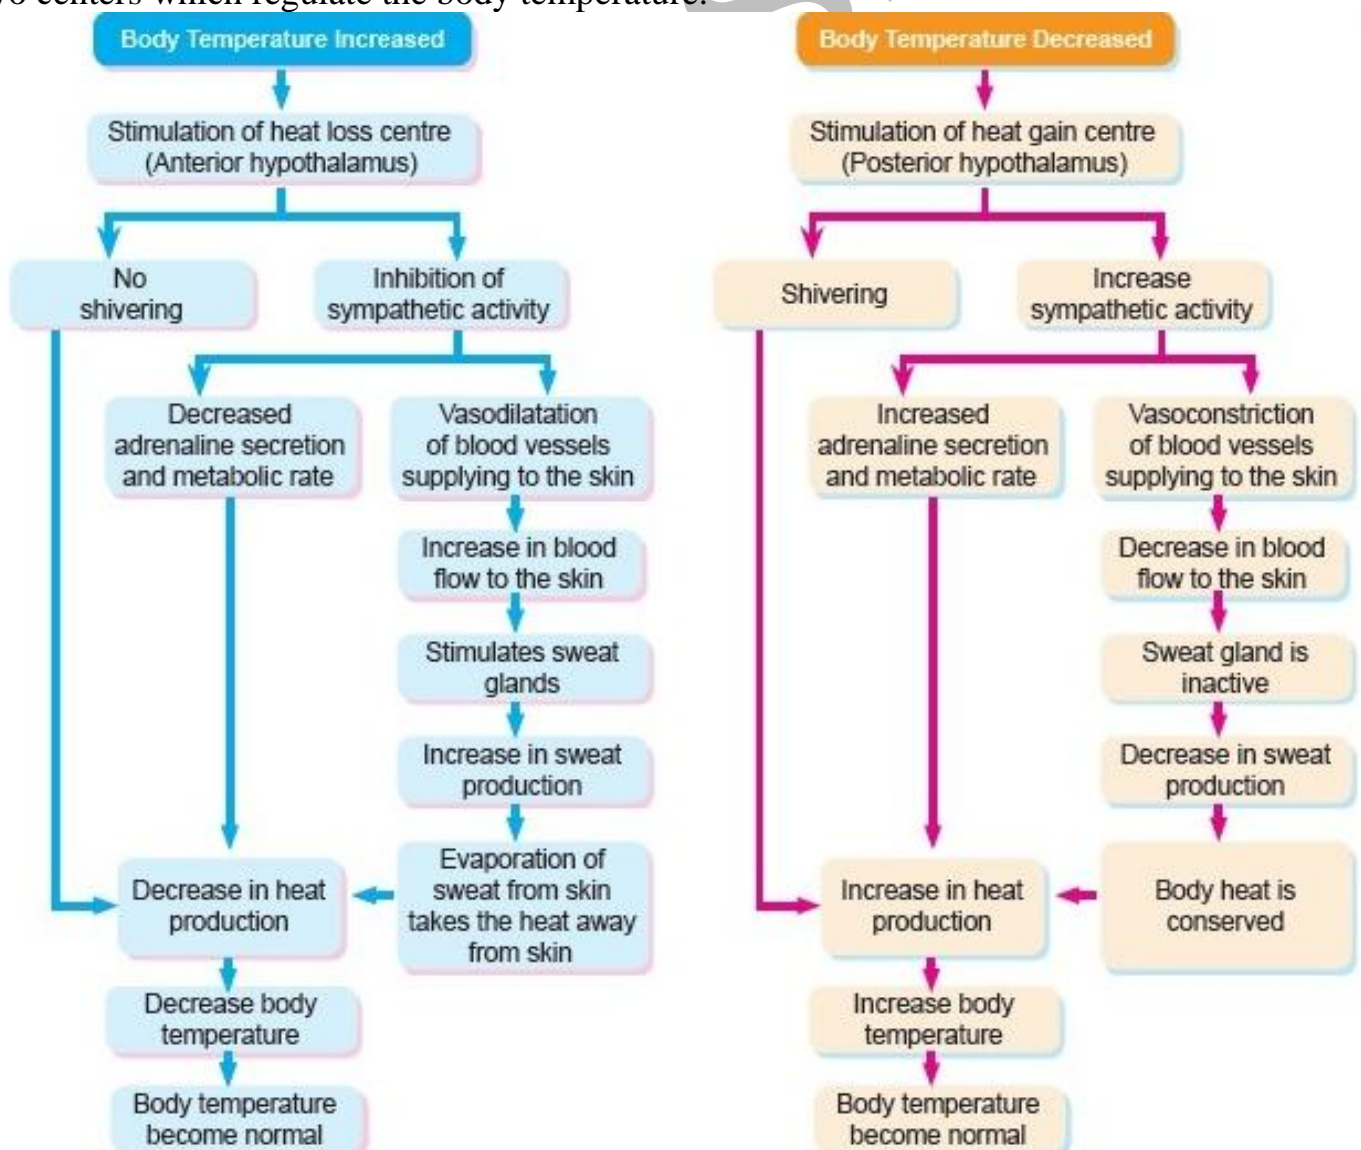 centers which regulate the body temperature.
Body Temperature Increased
Stimulation of heat loss centre
(Anterior hypothalamus)
No
shivering
Inhibition of
sympathetic activity
Decreased
adrenaline secretion
and metabolic rate
Vasodilatation
of blood vessels
supplying to the skin
Increase in blood
flow to the skin
Stimulates sweat
glands
Increase in sweat
production
Evaporation of
sweat from skin
takes the heat away
from skin
Decrease in heat
production
Decrease body
temperature
Body temperature
become normal
Body Temperature Decreased
Stimulation of heat gain centre
(Posterior hypothalamus)
Shivering
Increase
sympathetic activity
Increased
adrenaline secretion
and metabolic rate
Vasoconstriction
of blood vessels
supplying to the skin
Decrease in blood
flow to the skin
Sweat gland is
inactive
Decrease in sweat
production
Body heat is
conserved
Increase in heat
production
Increase body
temperature
Body temperature
become normal